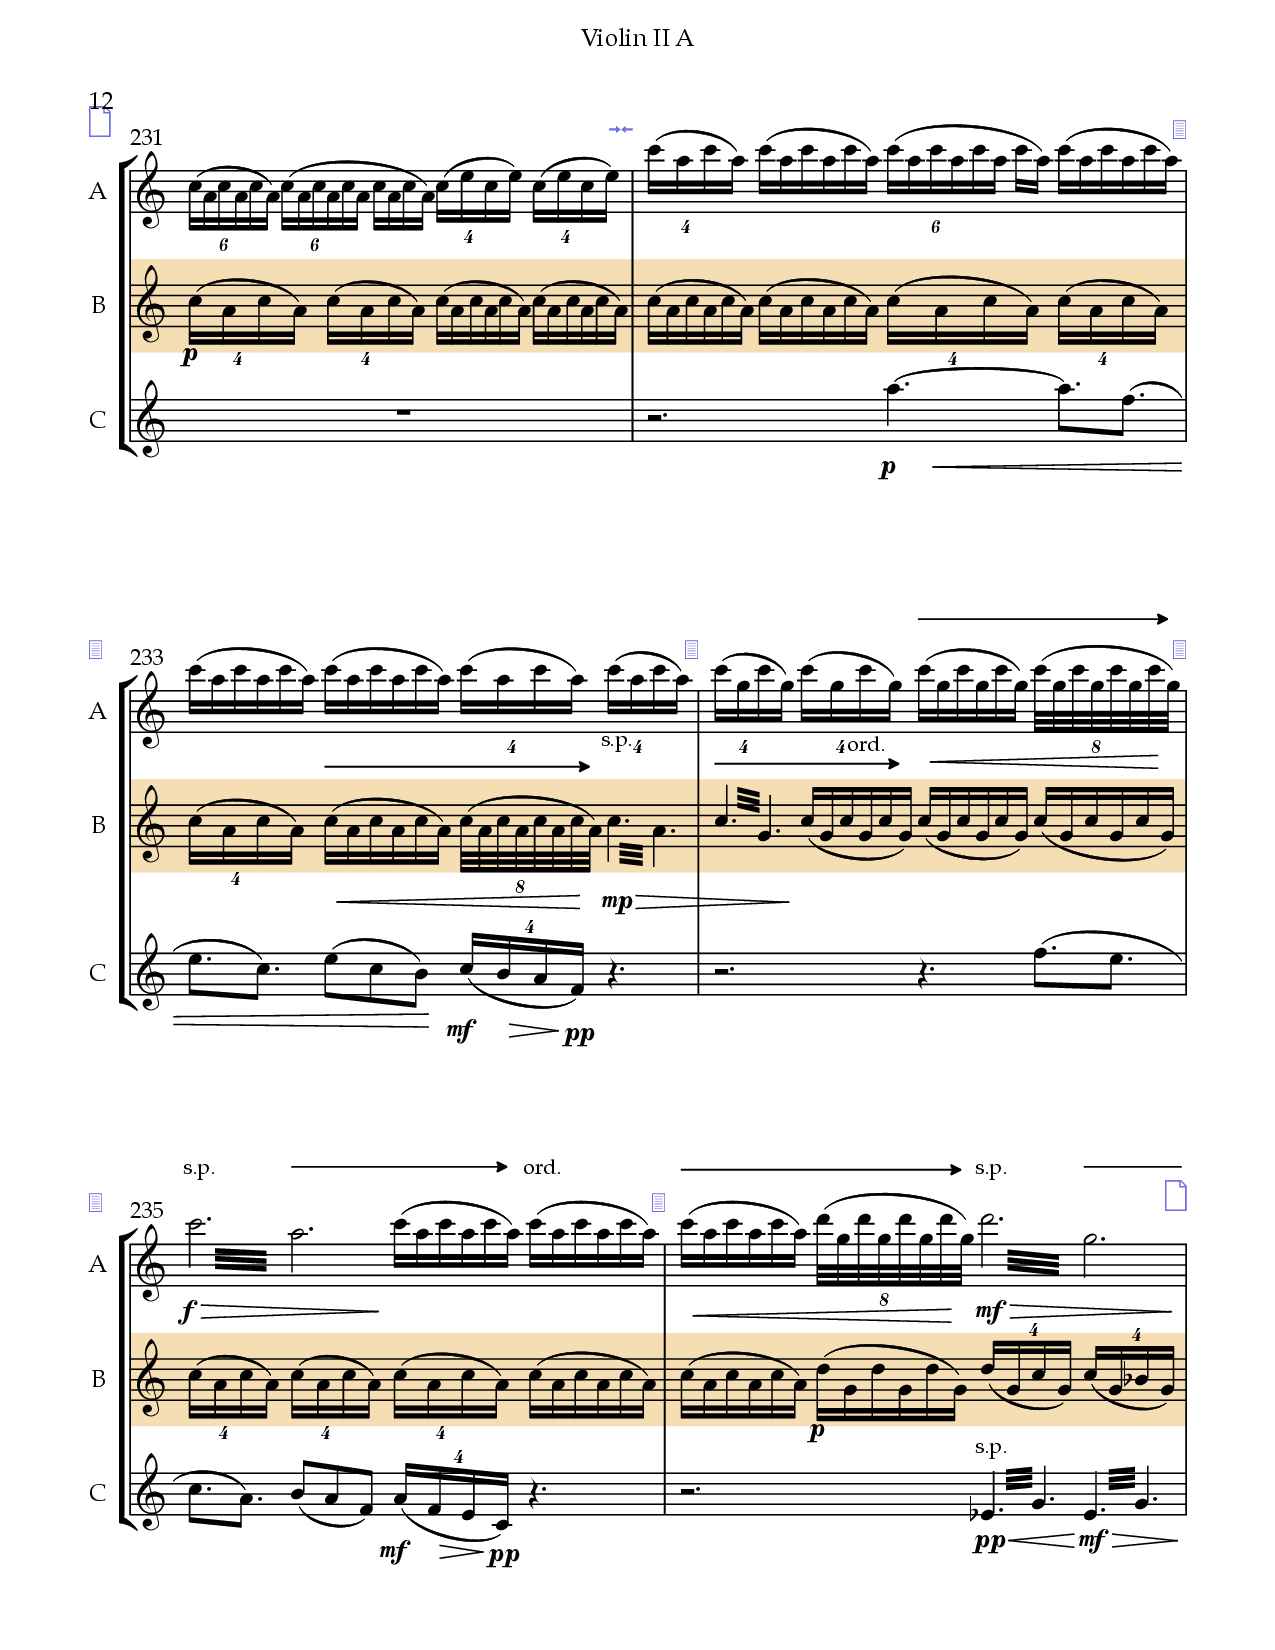 Violin II A
12
231
A
6 6 4 4 4 6
B
p 4 4 4 4
C
p
233
A
4 s.p. 4 4 4 ord. 8
B
4 8 mp
4
C
mf pp
s.p. ord. s.p.
235
A
f 8 mf
4 4
B
4 4 4 p
s.p.
4
C
mf pp pp mf